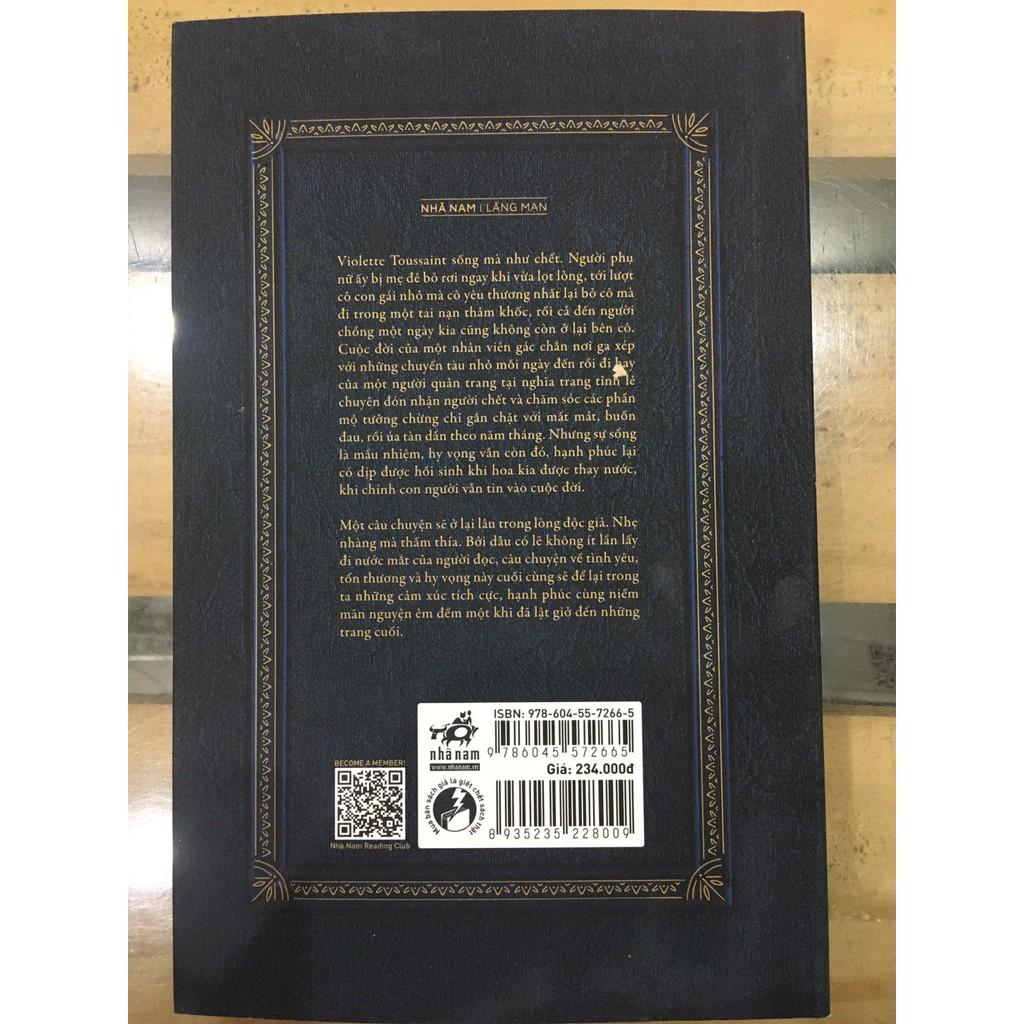 NHÃ NAM | LÃNG MẠN
Violette Toussaint sống mà như chết. Người phụ
nữ ấy bị mẹ đẻ bỏ rơi ngay khi vừa lọt lòng, tới lượt
cô con gái nhỏ mà cô yêu thương nhất lại bỏ cô mà
đi trong một tai nạn thảm khốc, rồi cả đến người
chồng một ngày kia cũng không còn ở lại bên cô.
Cuộc đời của một nhân viên gác chắn nơi ga xép
với những chuyến tàu nhỏ mỗi ngày đến rồi đi hay
của một người quản trang tại nghĩa trang tỉnh lẻ
chuyên đón nhận người chết và chăm sóc các phần
mộ tưởng chừng chỉ gắn chặt với mất mát, buồn
đau, rồi úa tàn dần theo năm tháng. Nhưng sự sống
là mầu nhiệm, hy vọng vẫn còn đó, hạnh phúc lại
có dịp được hồi sinh khi hoa kia được thay nước,
khi chính con người vẫn tin vào cuộc đời.
Một câu chuyện sẽ ở lại lâu trong lòng độc giả. Nhẹ
nhàng mà thấm thía. Bởi dẫu có lẽ không ít lần lấy
đi nước mắt của người đọc, câu chuyện về tình yêu,
tổn thương và hy vọng này cuối cùng sẽ để lại trong
ta những cảm xúc tích cực, hạnh phúc cùng niềm
mãn nguyện êm đềm một khi đã lật giở đến những
trang cuối.
BECOME A MEMBER!
Nhã Nam Reading Club
nhã nam
www.nhanam.vn
Mua bán sách giả là giết chết sách thật
ISBN: 978-604-55-7266-5
9 786045 572665
Giá: 234.000đ
8 935235 228009